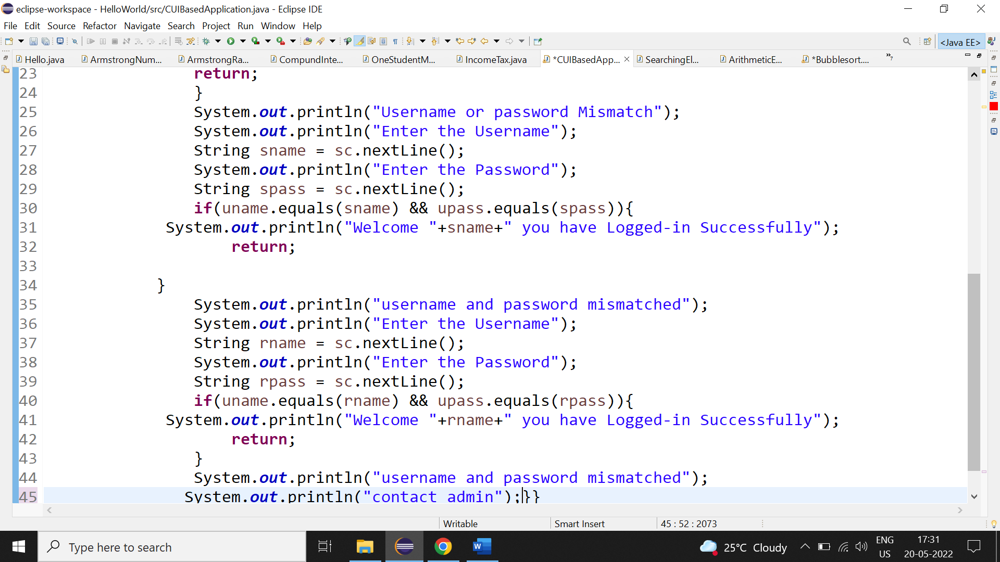 eclipse-workspace - HelloWorld/src/CUIBasedApplication.java - Eclipse IDE
File Edit Source Refactor Navigate Search Project Run Window Help
<Java EE>
Hello.java ArmstrongNum... ArmstrongRa... CompundInte... OneStudentM... IncomeTax.java *CUIBasedApp... SearchingEl... ArithmeticE... *Bubblesort.... »7
23 return;
24 }
25 System.out.println("Username or password Mismatch");
26 System.out.println("Enter the Username");
27 String sname = sc.nextLine();
28 System.out.println("Enter the Password");
29 String spass = sc.nextLine();
30 if(uname.equals(sname) && upass.equals(spass)){
31 System.out.println("Welcome "+sname+" you have Logged-in Successfully");
32 return;
33
34 }
35 System.out.println("username and password mismatched");
36 System.out.println("Enter the Username");
37 String rname = sc.nextLine();
38 System.out.println("Enter the Password");
39 String rpass = sc.nextLine();
40 if(uname.equals(rname) && upass.equals(rpass)){
41 System.out.println("Welcome "+rname+" you have Logged-in Successfully");
42 return;
43 }
44 System.out.println("username and password mismatched");
45 System.out.println("contact admin");}}
Writable Smart Insert 45 : 52 : 2073
Type here to search
W
25°C Cloudy
ENG
US
17:31
20-05-2022